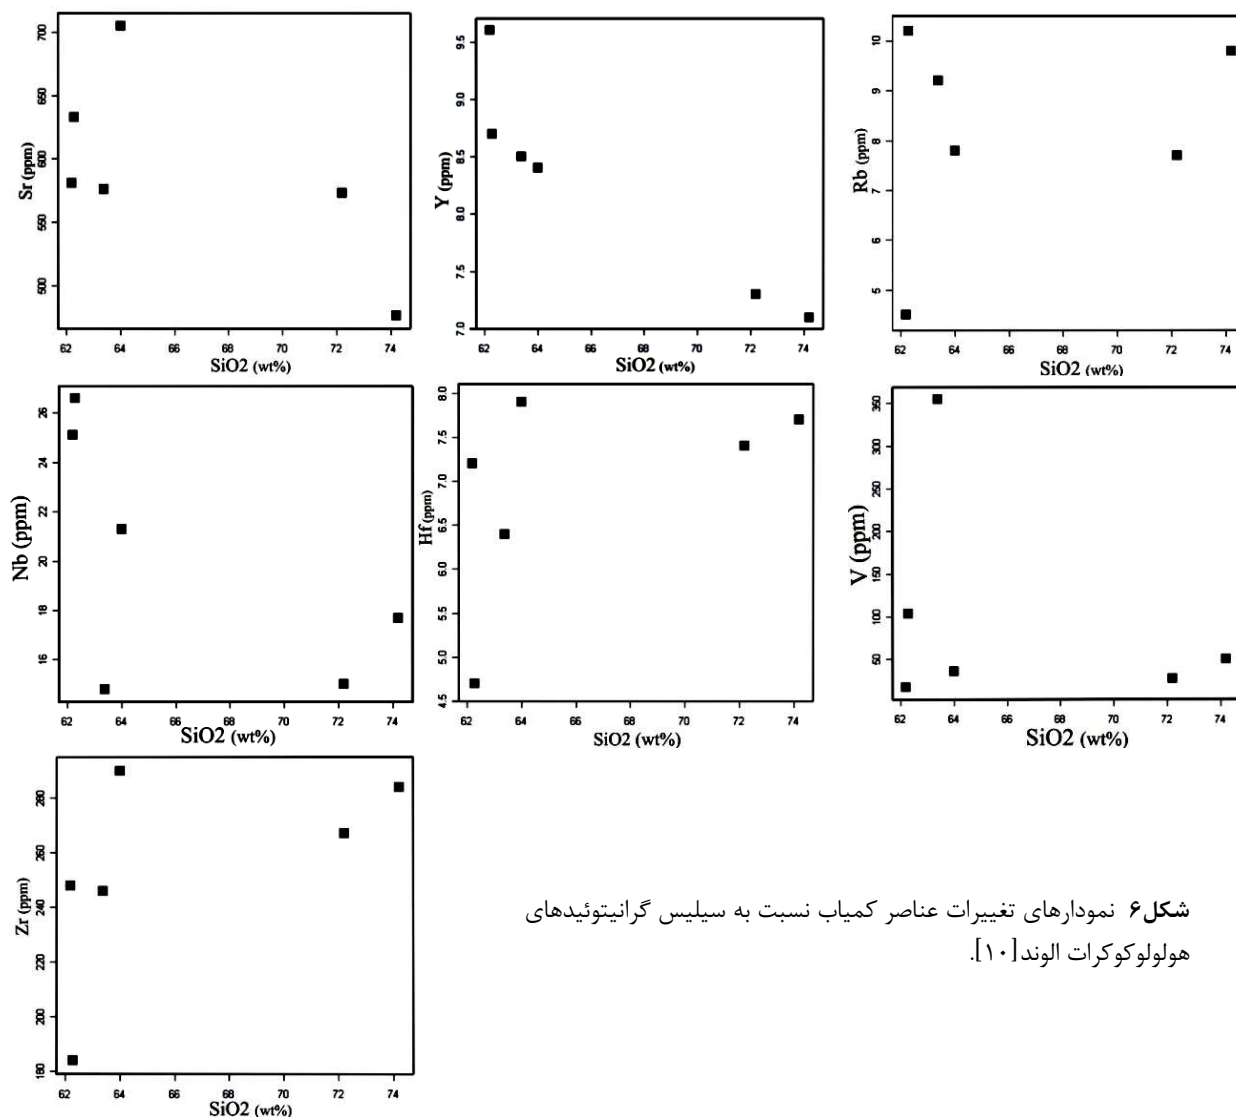 700
650
600
550
500
Sr (ppm)
62 64 66 68 70 72 74
SiO2 (wt%)
9.5
9.0
8.5
8.0
7.5
7.0
Y (ppm)
62 64 66 68 70 72 74
SiO2 (wt%)
10
9
8
7
6
5
Rb (ppm)
62 64 66 68 70 72 74
SiO2 (wt%)
26
24
22
20
18
16
Nb (ppm)
62 64 66 68 70 72 74
SiO2 (wt%)
8.0
7.5
7.0
6.5
6.0
5.5
5.0
4.5
Hf (ppm)
62 64 66 68 70 72 74
SiO2 (wt%)
350
300
250
200
150
100
50
V (ppm)
62 64 66 68 70 72 74
SiO2 (wt%)
280
260
240
220
200
180
Zr (ppm)
62 64 66 68 70 72 74
SiO2 (wt%)
شکل۶ نمودارهای تغییرات عناصر کمیاب نسبت به سیلیس گرانیتوئیدهای
هولولوکوکرات الوند[۱۰].